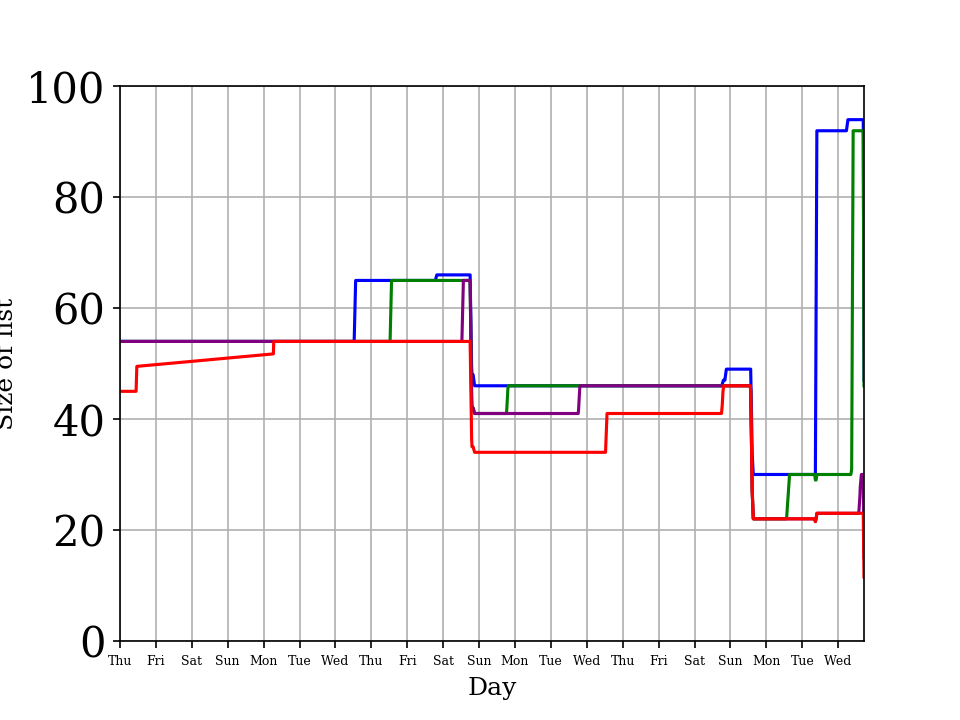 100
80
60
40
20
0
Size of list
Thu Fri Sat Sun Mon Tue Wed Thu Fri Sat Sun Mon Tue Wed Thu Fri Sat Sun Mon Tue Wed
Day